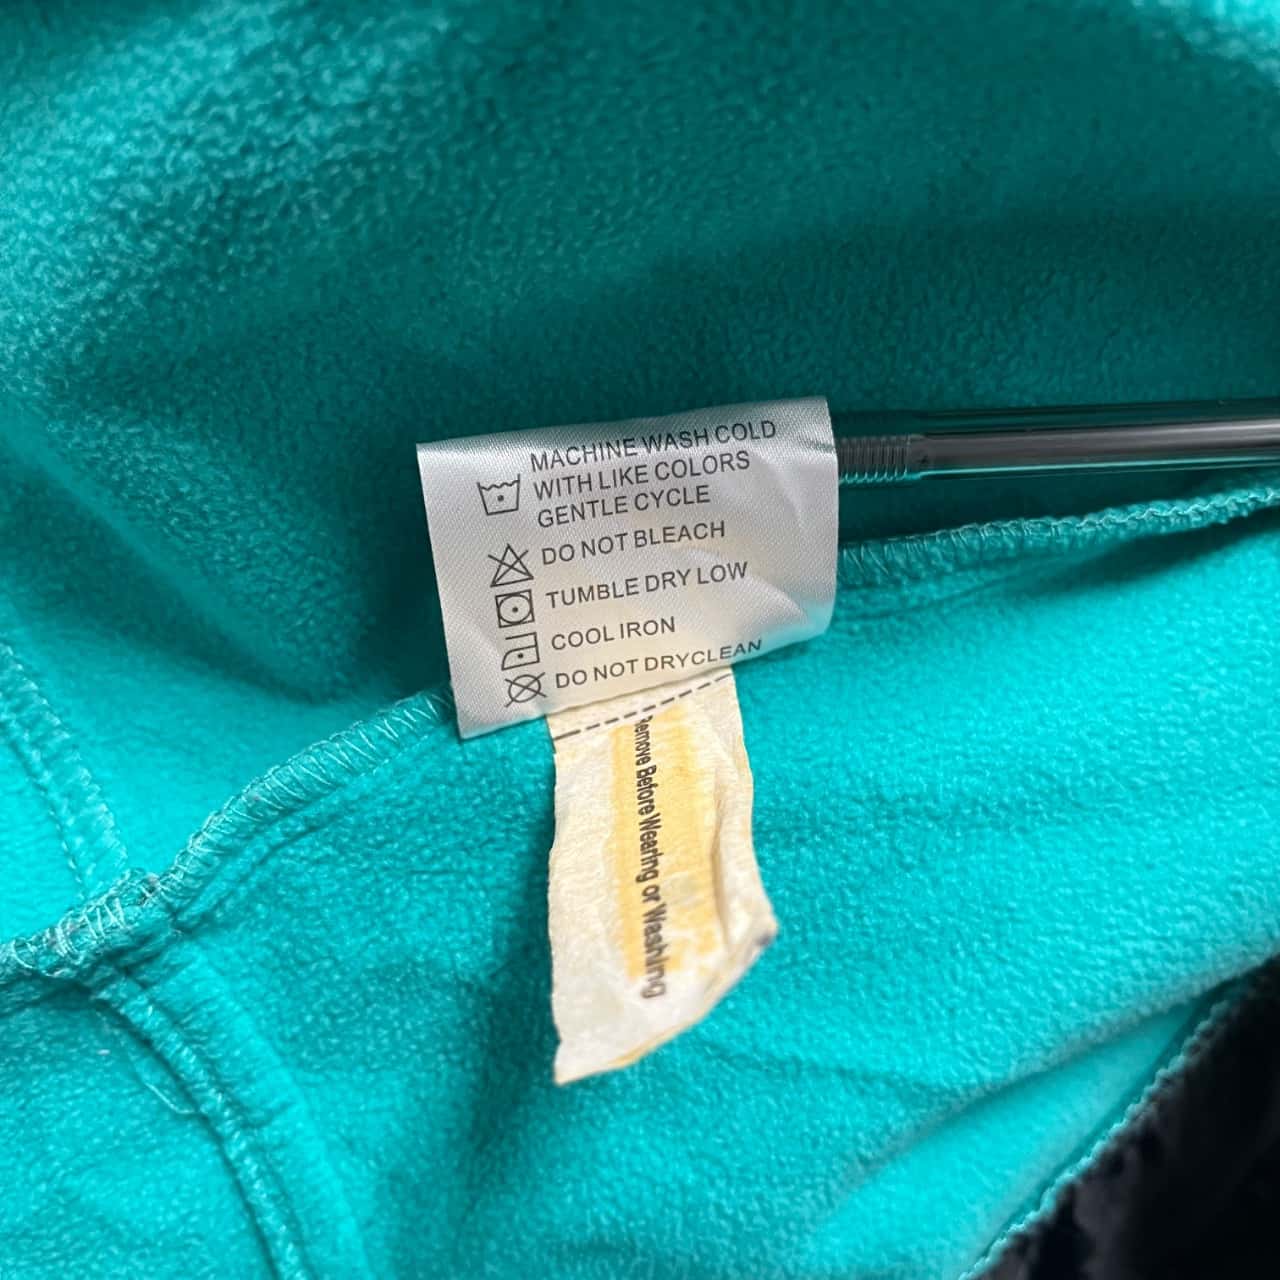 MACHINE WASH COLD
WITH LIKE COLORS
GENTLE CYCLE
DO NOT BLEACH
TUMBLE DRY LOW
COOL IRON
DO NOT DRYCLEAN
Remove Before Wearing or Washing